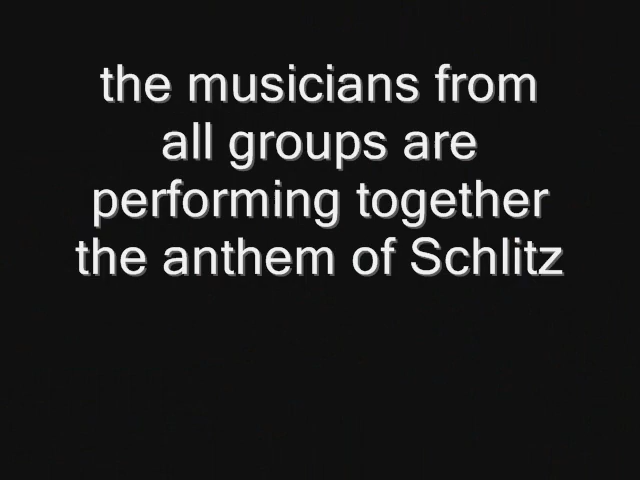 the musicians from
all groups are
performing together
the anthem of Schlitz